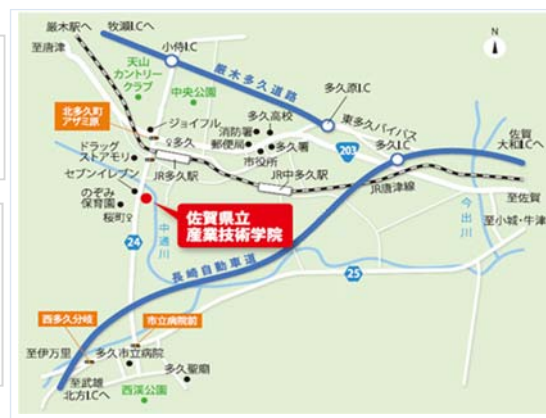 厳木駅へ
牧瀬I.Cへ
至唐津
小侍I.C
N
天山
カントリー
クラブ
中央公園
厳木多久道路
多久原I.C
北多久町
アザミ原
ジョイフル
消防署
多久高校
東多久バイパス
佐賀
大和I.Cへ
ドラッグ
ストアモリ
♀多久
郵便局
多久署
市役所
203
多久I.C
セブンイレブン
JR多久駅
JR中多久駅
JR唐津線
至佐賀
のぞみ
保育園
桜町♀
佐賀県立
産業技術学院
中通川
今出川
至小城・牛津
24
25
長崎自動車道
西多久分岐
市立病院前
至伊万里
多久市立病院
多久聖廟
至武雄
北方I.Cへ
西渓公園